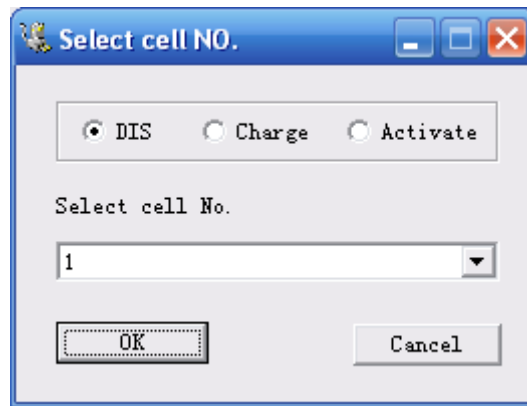 Select cell NO.
DIS Charge Activate
Select cell No.
1
OK Cancel